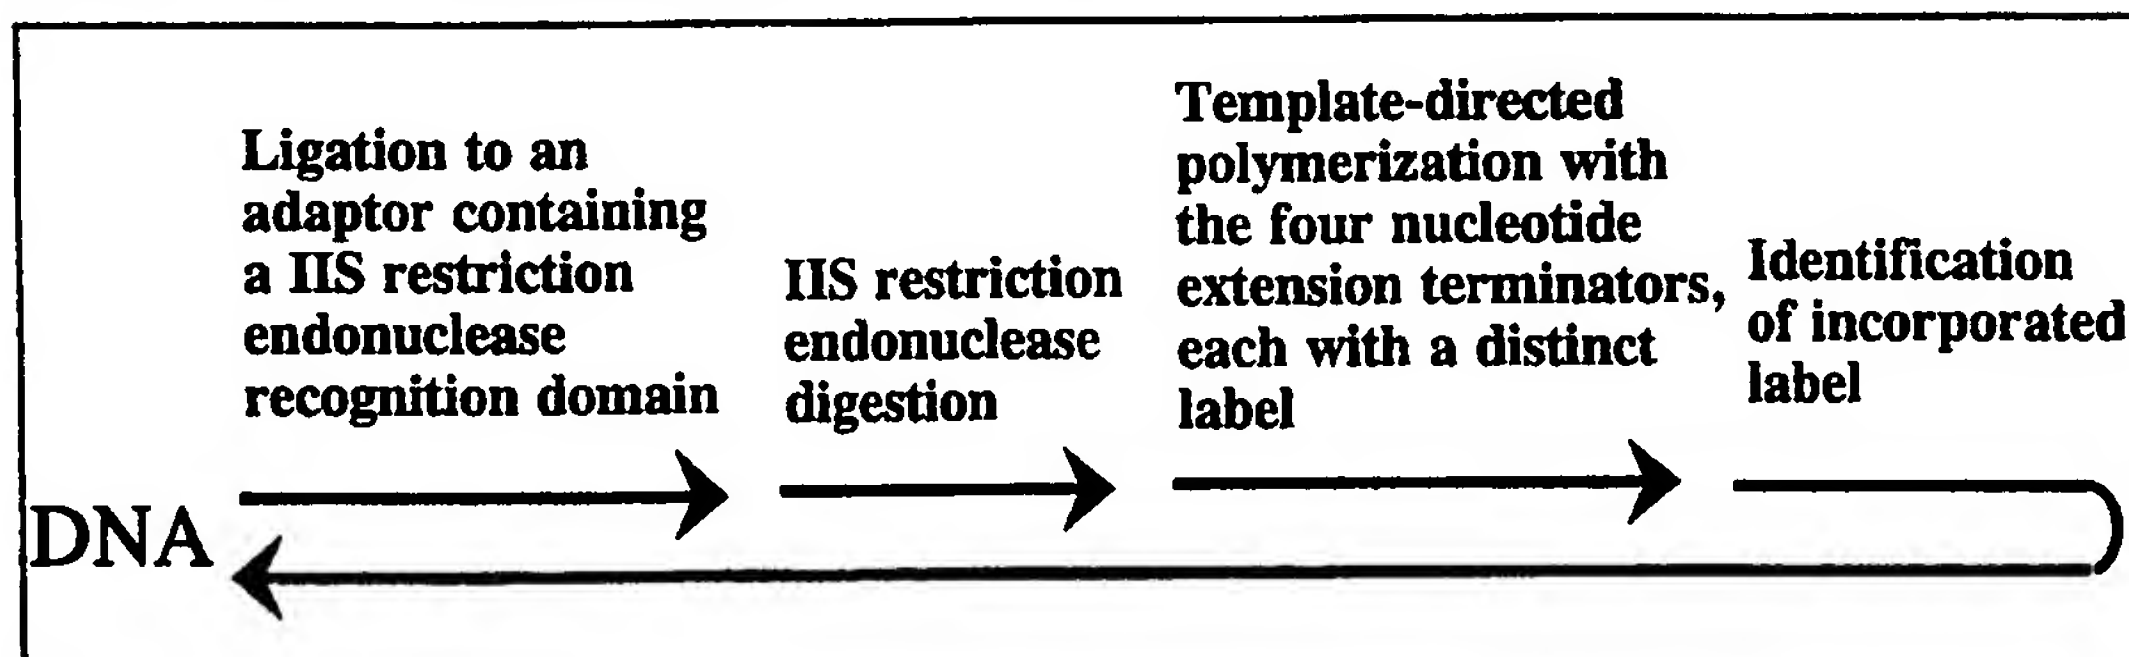 Ligation to an
adaptor containing
a IIS restriction
endonuclease
recognition domain
IIS restriction
endonuclease
digestion
Template-directed
polymerization with
the four nucleotide
extension terminators,
each with a distinct
label
Identification
of incorporated
label
DNA